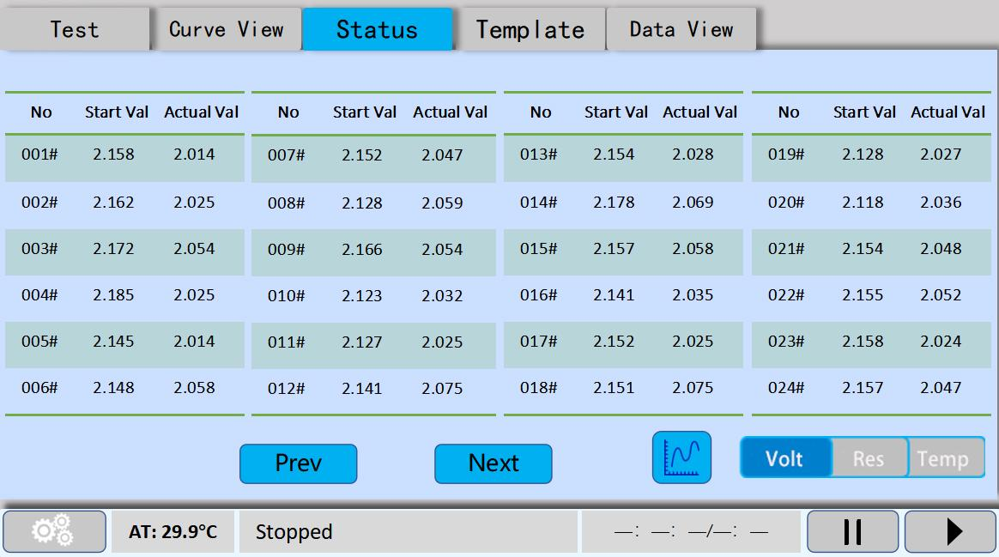 Test Curve View Status Template Data View
No Start Val Actual Val No Start Val Actual Val No Start Val Actual Val No Start Val Actual Val
001# 2.158 2.014 007# 2.152 2.047 013# 2.154 2.028 019# 2.128 2.027
002# 2.162 2.025 008# 2.128 2.059 014# 2.178 2.069 020# 2.118 2.036
003# 2.172 2.054 009# 2.166 2.054 015# 2.157 2.058 021# 2.154 2.048
004# 2.185 2.025 010# 2.123 2.032 016# 2.141 2.035 022# 2.155 2.052
005# 2.145 2.014 011# 2.127 2.025 017# 2.152 2.025 023# 2.158 2.024
006# 2.148 2.058 012# 2.141 2.075 018# 2.151 2.075 024# 2.157 2.047
Prev Next Volt Res Temp
AT: 29.9°C Stopped —: —: —/—: —